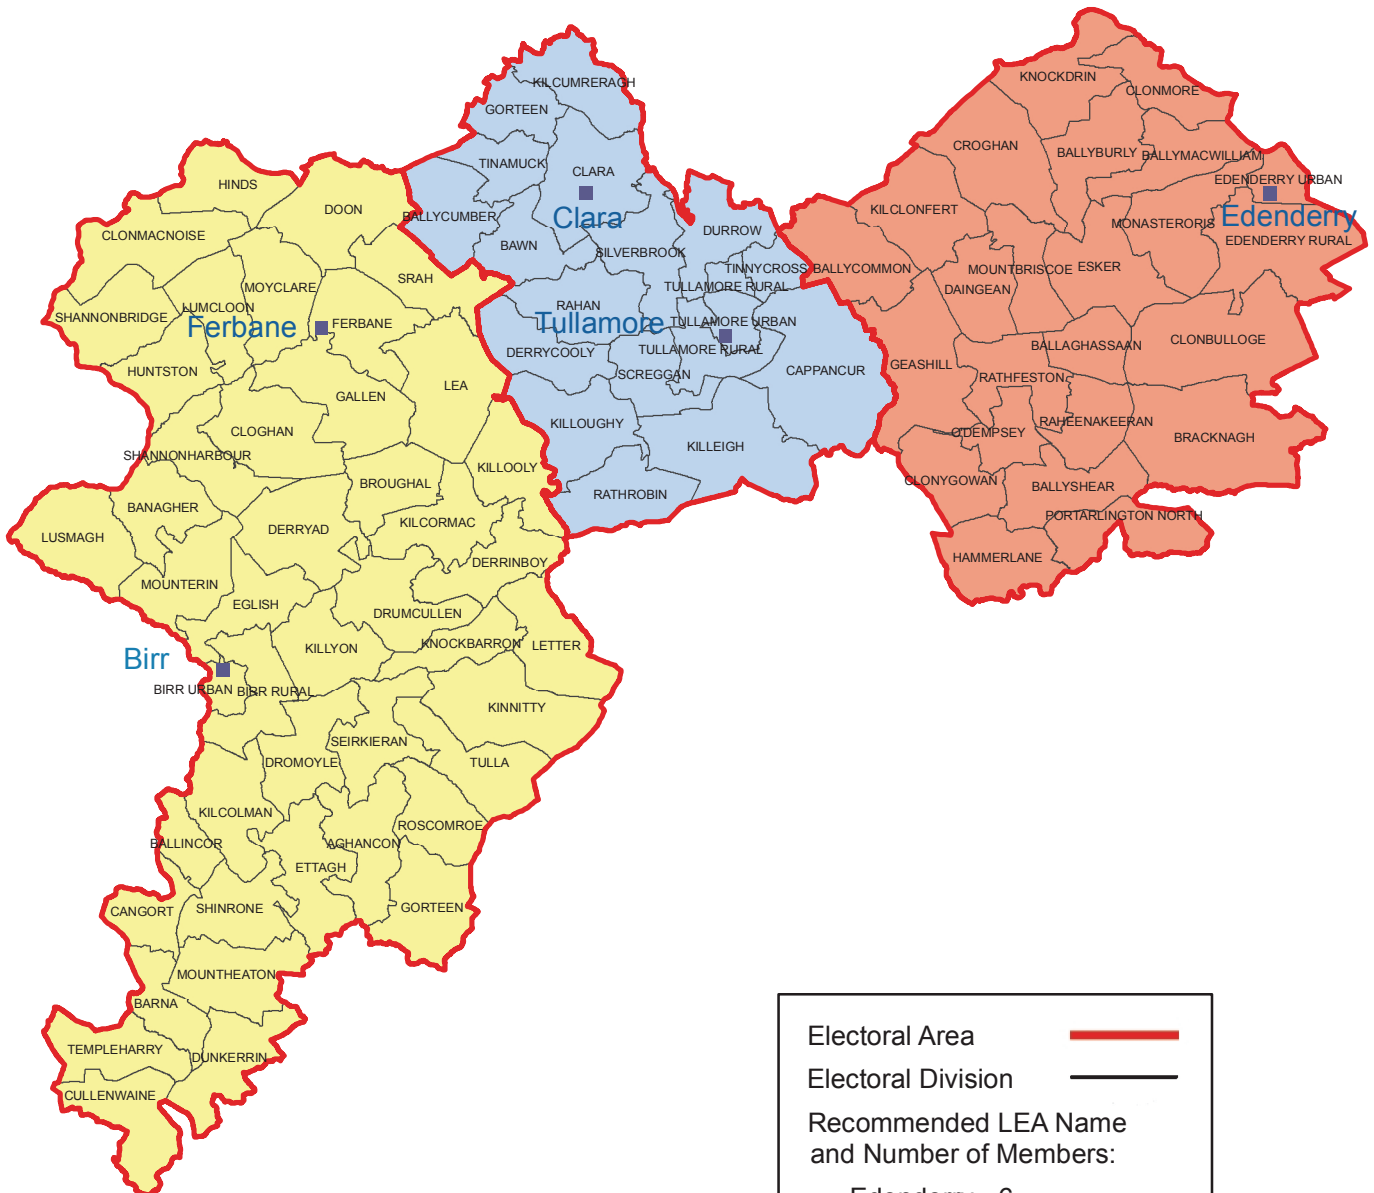 KNOCKDRIN
KILCUMRERAGH
CLONMORE
GORTEEN
CROGHAN
BALLYBURLY
BALLYMACWILLIAM
TINAMUCK
CLARA
EDENDERRY URBAN
HINDS
DOON
BALLYCUMBER
Clara
KILCLONFERT
MONASTERORIS
Edenderry
CLONMACNOISE
DURROW
EDENDERRY RURAL
BAWN
SILVERBROOK
TINNYCROSS
BALLYCOMMON
MOUNTBRISCOE
ESKER
SRAH
MOYCLARE
TULLAMORE RURAL
DAINGEAN
LUMCLOON
RAHAN
SHANNONBRIDGE
Ferbane
FERBANE
Tullamore
TULLAMORE URBAN
CLONBULLOGE
DERRYCOOLY
TULLAMORE RURAL
BALLAGHASSAAN
HUNTSTON
SCREGGAN
CAPPANCUR
GEASHILL
RATHFESTON
LEA
GALLEN
KILLOUGHY
RAHEENAKEERAN
CLOGHAN
O'DEMPSEY
BRACKNAGH
KILLEIGH
SHANNONHARBOUR
KILLOOLY
BROUGHAL
CLONYGOWAN
BALLYSHEAR
RATHROBIN
BANAGHER
PORTARLINGTON NORTH
KILCORMAC
DERRYAD
LUSMAGH
HAMMERLANE
DERRINBOY
MOUNTERIN
EGLISH
DRUMCULLEN
KNOCKBARRON
LETTER
KILLYON
Birr
BIRR URBAN
BIRR RURAL
KINNITTY
SEIRKIERAN
DROMOYLE
TULLA
KILCOLMAN
ROSCOMROE
BALLINCOR
AGHANCON
ETTAGH
CANGORT
SHINRONE
GORTEEN
MOUNTHEATON
BARNA
TEMPLEHARRY
DUNKERRIN
CULLENWAINE
Electoral Area
Electoral Division
Recommended LEA Name
and Number of Members:
Edenderry - 6